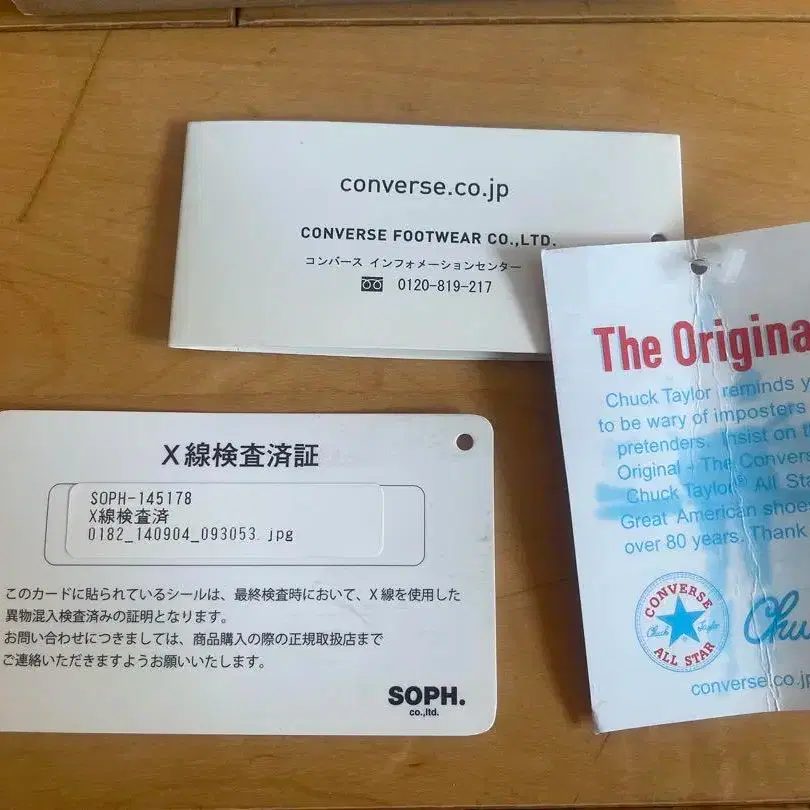 converse.co.jp
CONVERSE FOOTWEAR CO.,LTD.
コンバース インフォメーションセンター
0120-819-217
The Origina
Chuck Taylor reminds y
to be wary of imposters
pretenders. Insist on th
Original - The Convers
Chuck Taylor® All Sta
Great American shoes
over 80 years. Thank
CONVERSE
Chuck Taylor
ALL STAR
Chu
converse.co.jp
X線検査済証
SOPH-145178
X線検査済
0182_140904_093053.jpg
このカードに貼られているシールは、最終検査時において、X線を使用した
異物混入検査済みの証明となります。
お問い合わせにつきましては、商品購入の際の正規取扱店まで
ご連絡いただきますようお願いいたします。
SOPH.
co.,ltd.